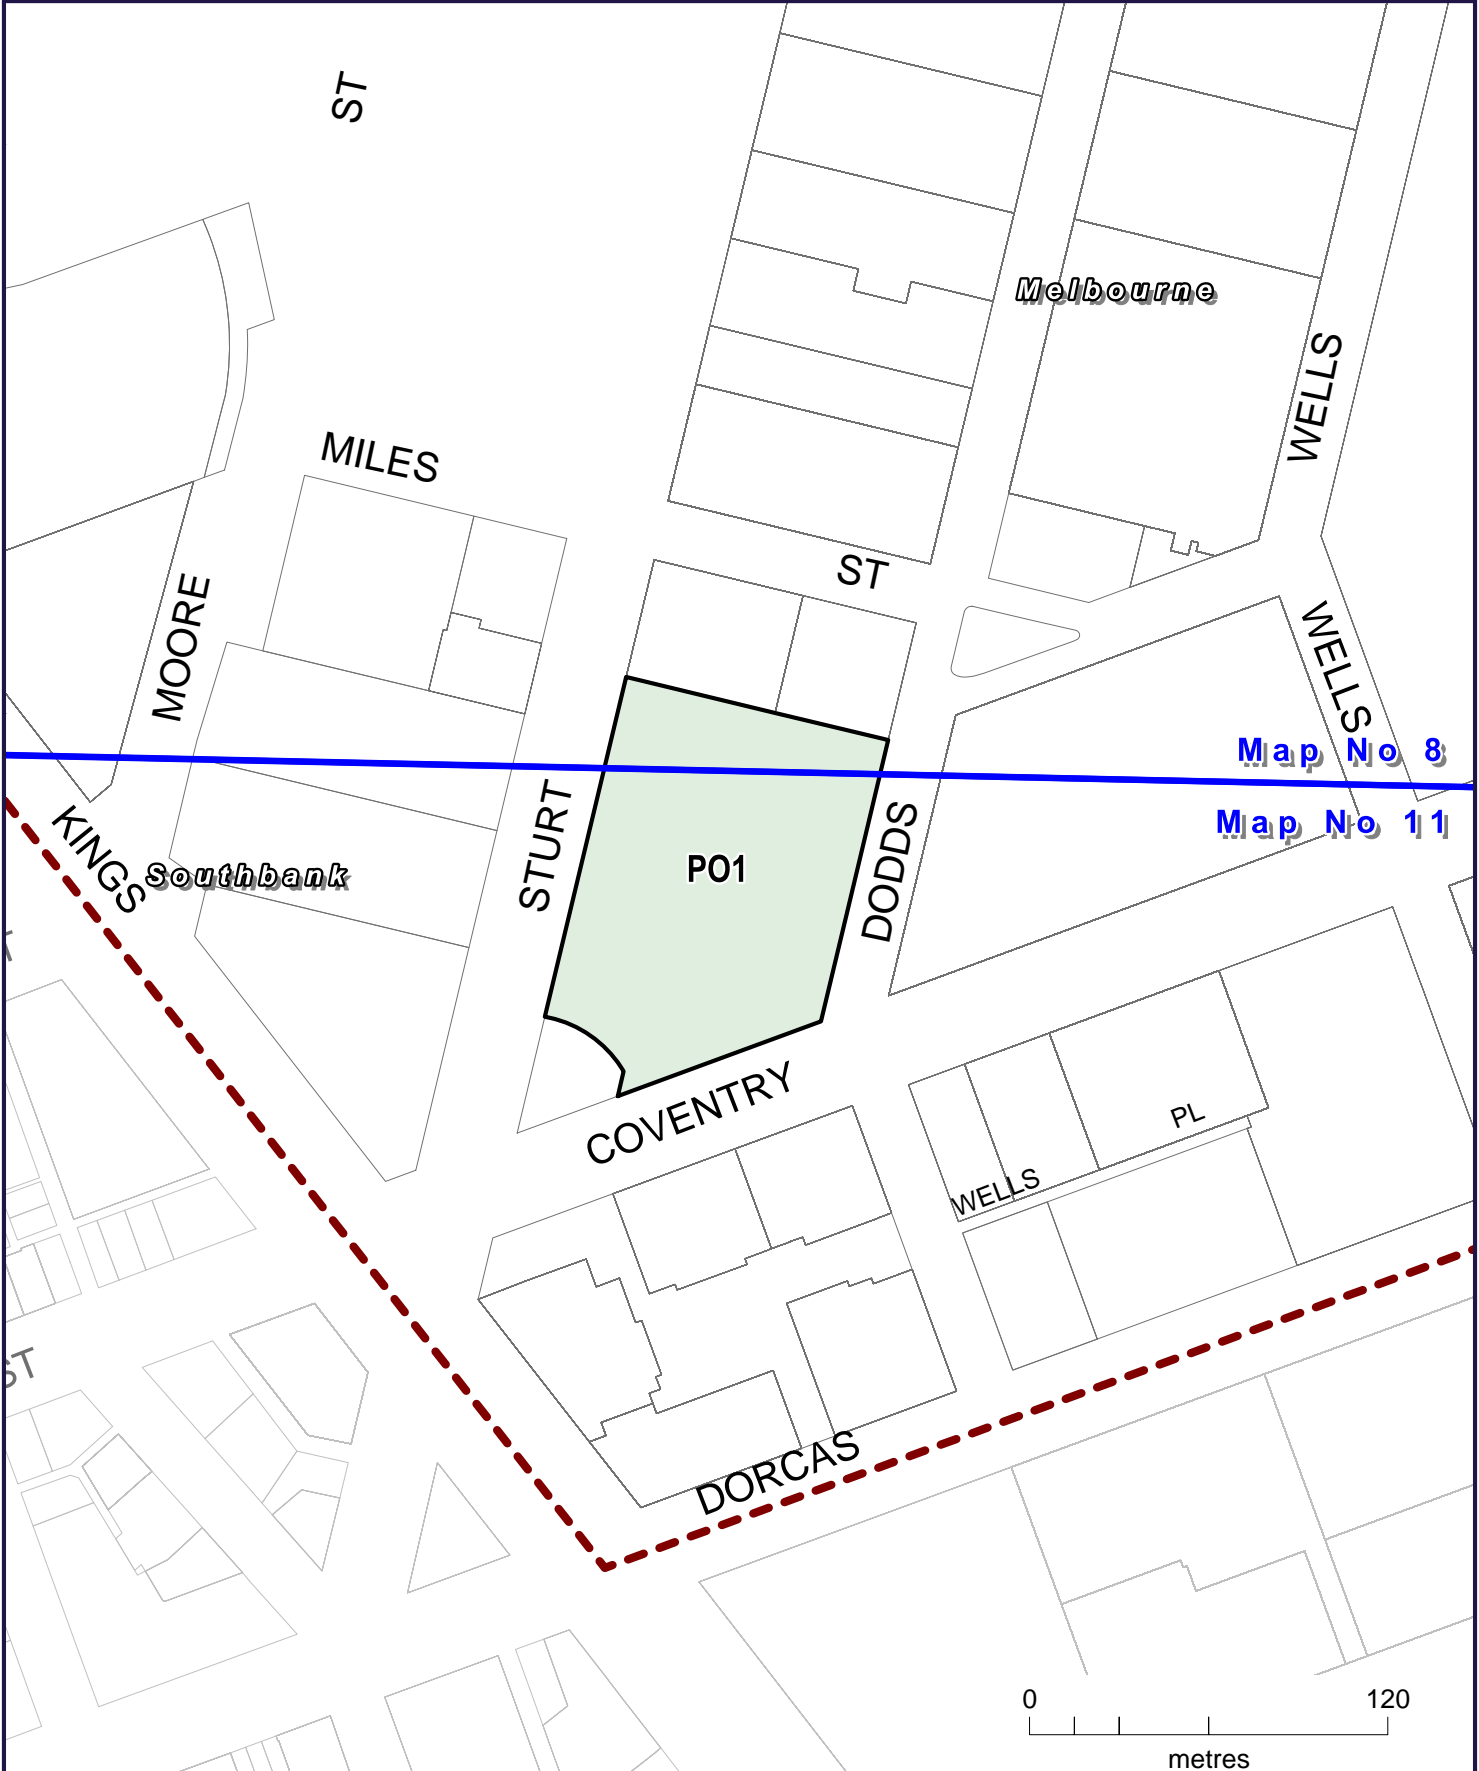 ST
Melbourne
WELLS
MILES
ST
MOORE
WELLS
Map No 8
Map No 11
KINGS
Southbank
STURT
PO1
DODDS
COVENTRY
PL
WELLS
ST
DORCAS
0 120
metres